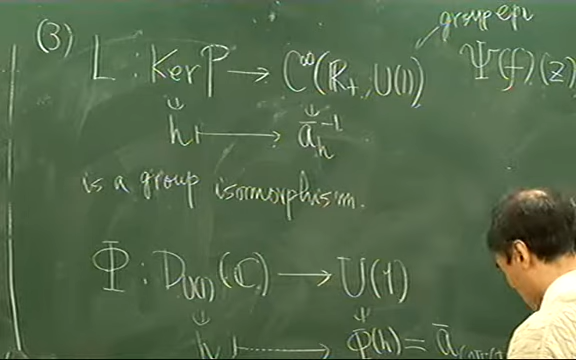 group epi
(3) L : Ker P → C^∞(ℝ₊, U(1)) Ψ(f)(z)
h ↦ ā_h^{-1}
is a group isomorphism.
Φ : D_{U(1)}(ℂ) → U(1)
h ↦ Φ(h) = ā